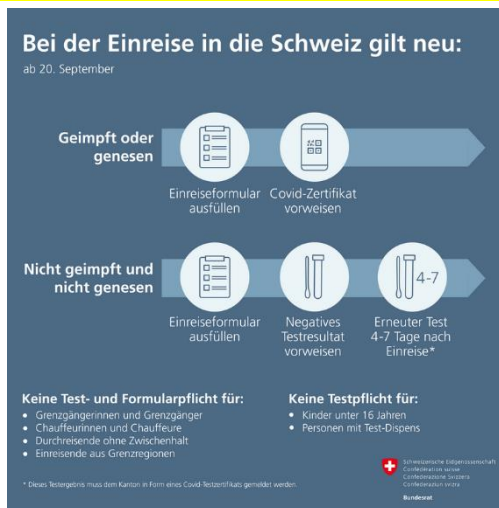 Bei der Einreise in die Schweiz gilt neu:
ab 20. September
Geimpft oder
genesen
Einreiseformular
ausfüllen
Covid-Zertifikat
vorweisen
Nicht geimpft und
nicht genesen
4-7
Einreiseformular
ausfüllen
Negatives
Testresultat
vorweisen
Erneuter Test
4-7 Tage nach
Einreise*
Keine Test- und Formularpflicht für:
• Grenzgängerinnen und Grenzgänger
• Chauffeurinnen und Chauffeure
• Durchreisende ohne Zwischenhalt
• Einreisende aus Grenzregionen
Keine Testpflicht für:
• Kinder unter 16 Jahren
• Personen mit Test-Dispens
* Dieses Testergebnis muss dem Kanton in Form eines Covid-Testzertifikats gemeldet werden.
Schweizerische Eidgenossenschaft
Confédération suisse
Confederazione Svizzera
Confederaziun svizra
Bundesrat